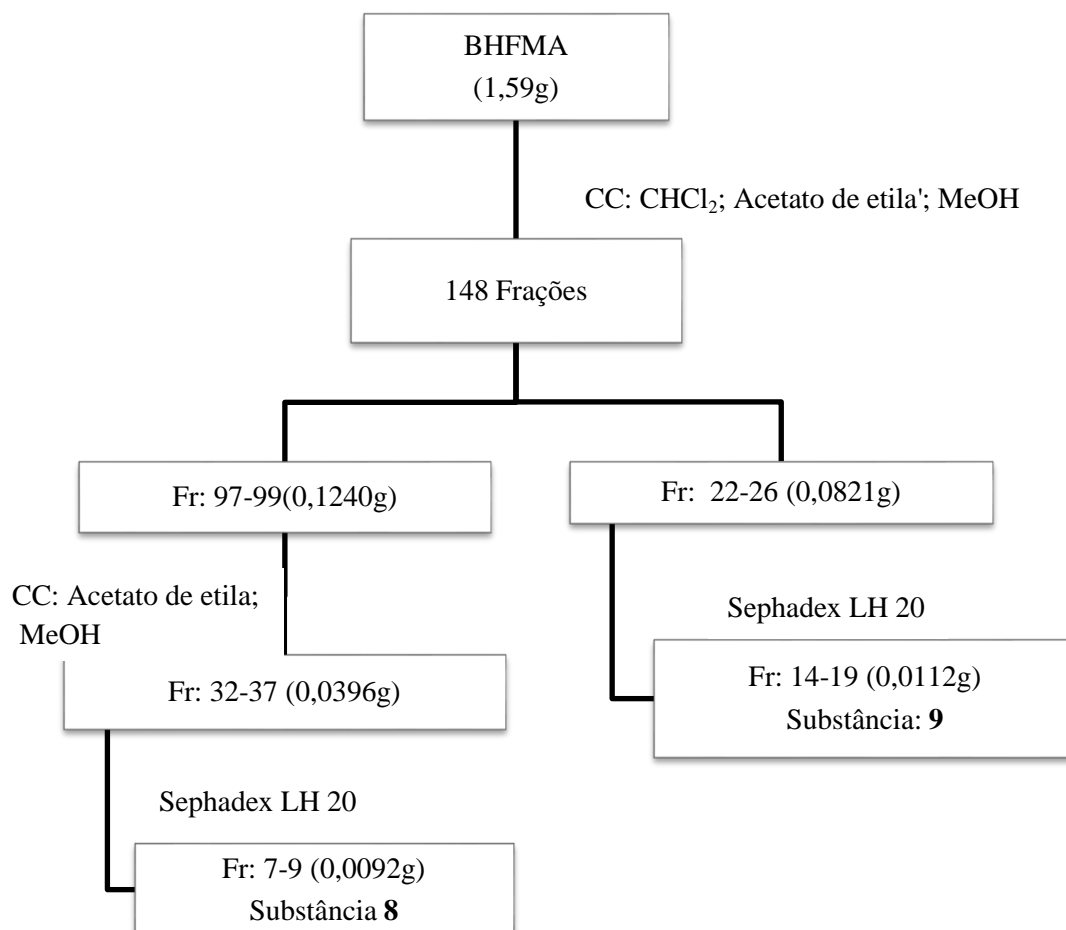 BHFMA
(1,59g)
CC: CHCl₂; Acetato de etila'; MeOH
148 Frações
Fr: 97-99(0,1240g)
Fr: 22-26 (0,0821g)
CC: Acetato de etila;
MeOH
Sephadex LH 20
Fr: 32-37 (0,0396g)
Fr: 14-19 (0,0112g)
Substância: 9
Sephadex LH 20
Fr: 7-9 (0,0092g)
Substância 8